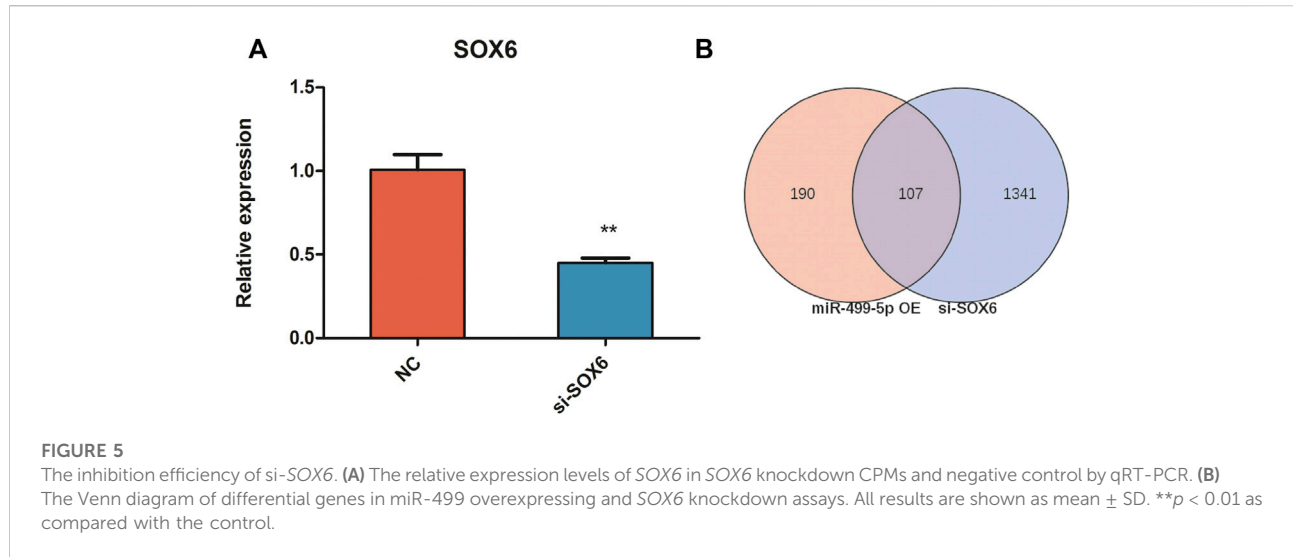 A
SOX6
B
Relative expression
1.5
1.0
0.5
0.0
**
NC
si-SOX6
190
107
1341
miR-499-5p OE
si-SOX6
FIGURE 5
The inhibition efficiency of si-SOX6. (A) The relative expression levels of SOX6 in SOX6 knockdown CPMs and negative control by qRT-PCR. (B)
The Venn diagram of differential genes in miR-499 overexpressing and SOX6 knockdown assays. All results are shown as mean ± SD. **p < 0.01 as
compared with the control.